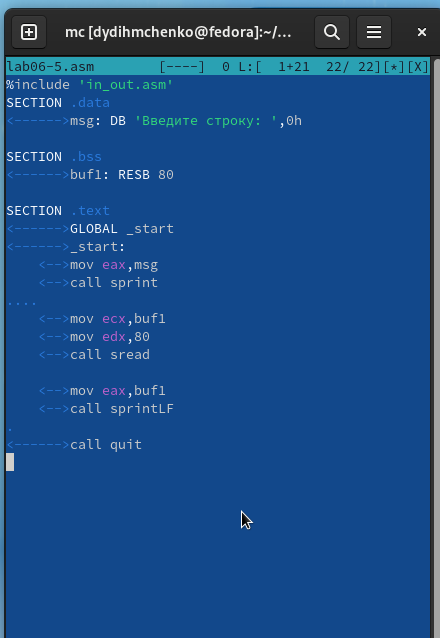 mc [dydihmchenko@fedora]:~/...
lab06-5.asm [----] 0 L:[ 1+21 22/ 22][*][X]
%include 'in_out.asm'
SECTION .data
<------>msg: DB 'Введите строку: ',0h

SECTION .bss
<------>buf1: RESB 80

SECTION .text
<------>GLOBAL _start
<------>_start:
    <-->mov eax,msg
    <-->call sprint
....
    <-->mov ecx,buf1
    <-->mov edx,80
    <-->call sread

    <-->mov eax,buf1
    <-->call sprintLF
.
<------>call quit